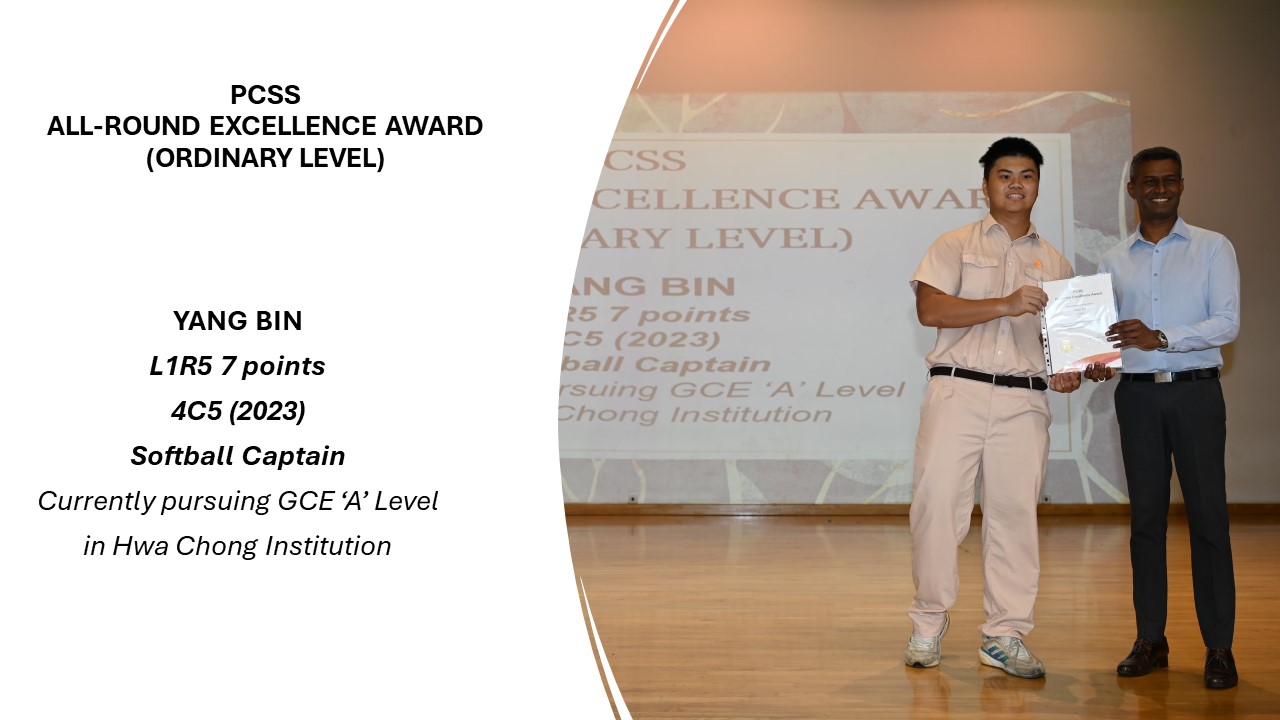 PCSS
ALL-ROUND EXCELLENCE AWARD
(ORDINARY LEVEL)
YANG BIN
L1R5 7 points
4C5 (2023)
Softball Captain
Currently pursuing GCE ‘A’ Level
in Hwa Chong Institution
CSS
CELLENCE AWAR
ARY LEVEL)
ANG BIN
R5 7 points
C5 (2023)
ball Captain
rsuing GCE ‘A’ Level
Chong Institution